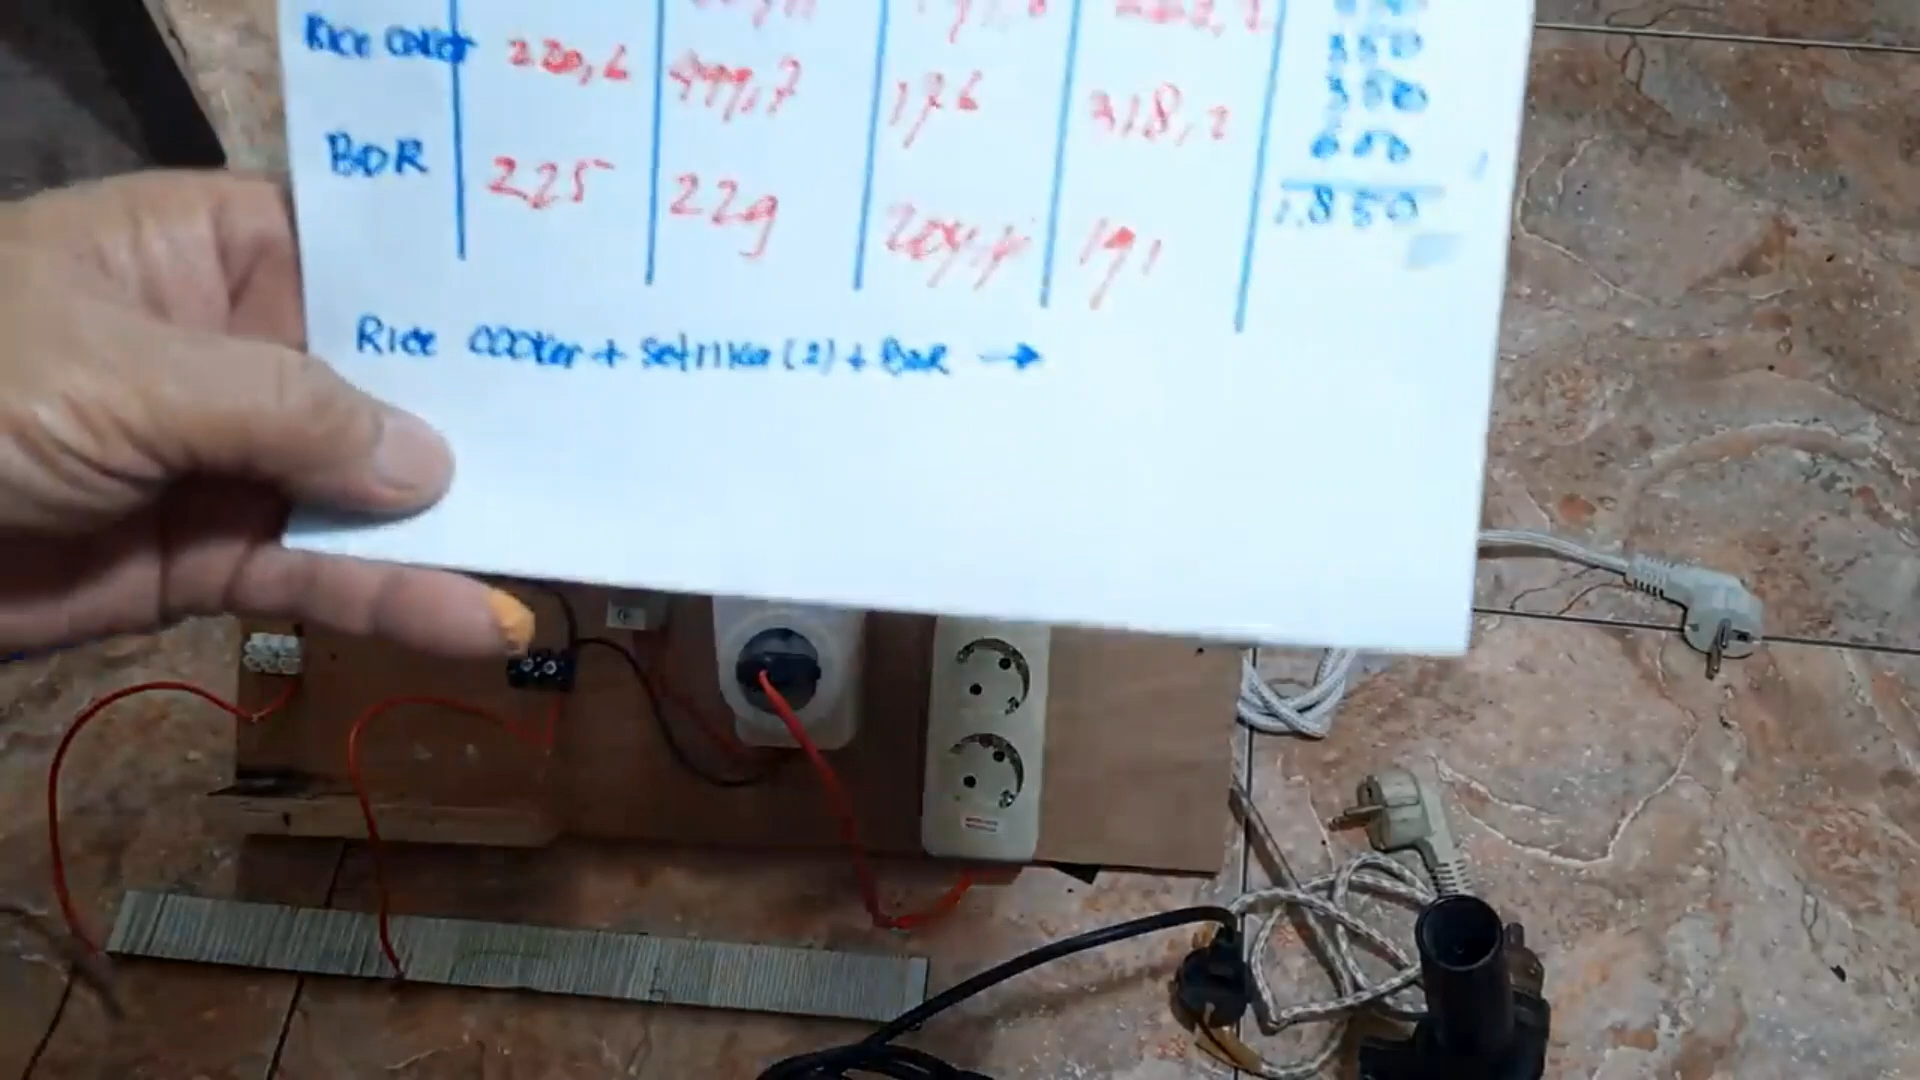 Rice cooker 220,6 499,7 176 318,2 350
350
BOR 225 229 204,4 191 650
1.850
Rice cooker + Setrika (2) + BOR →